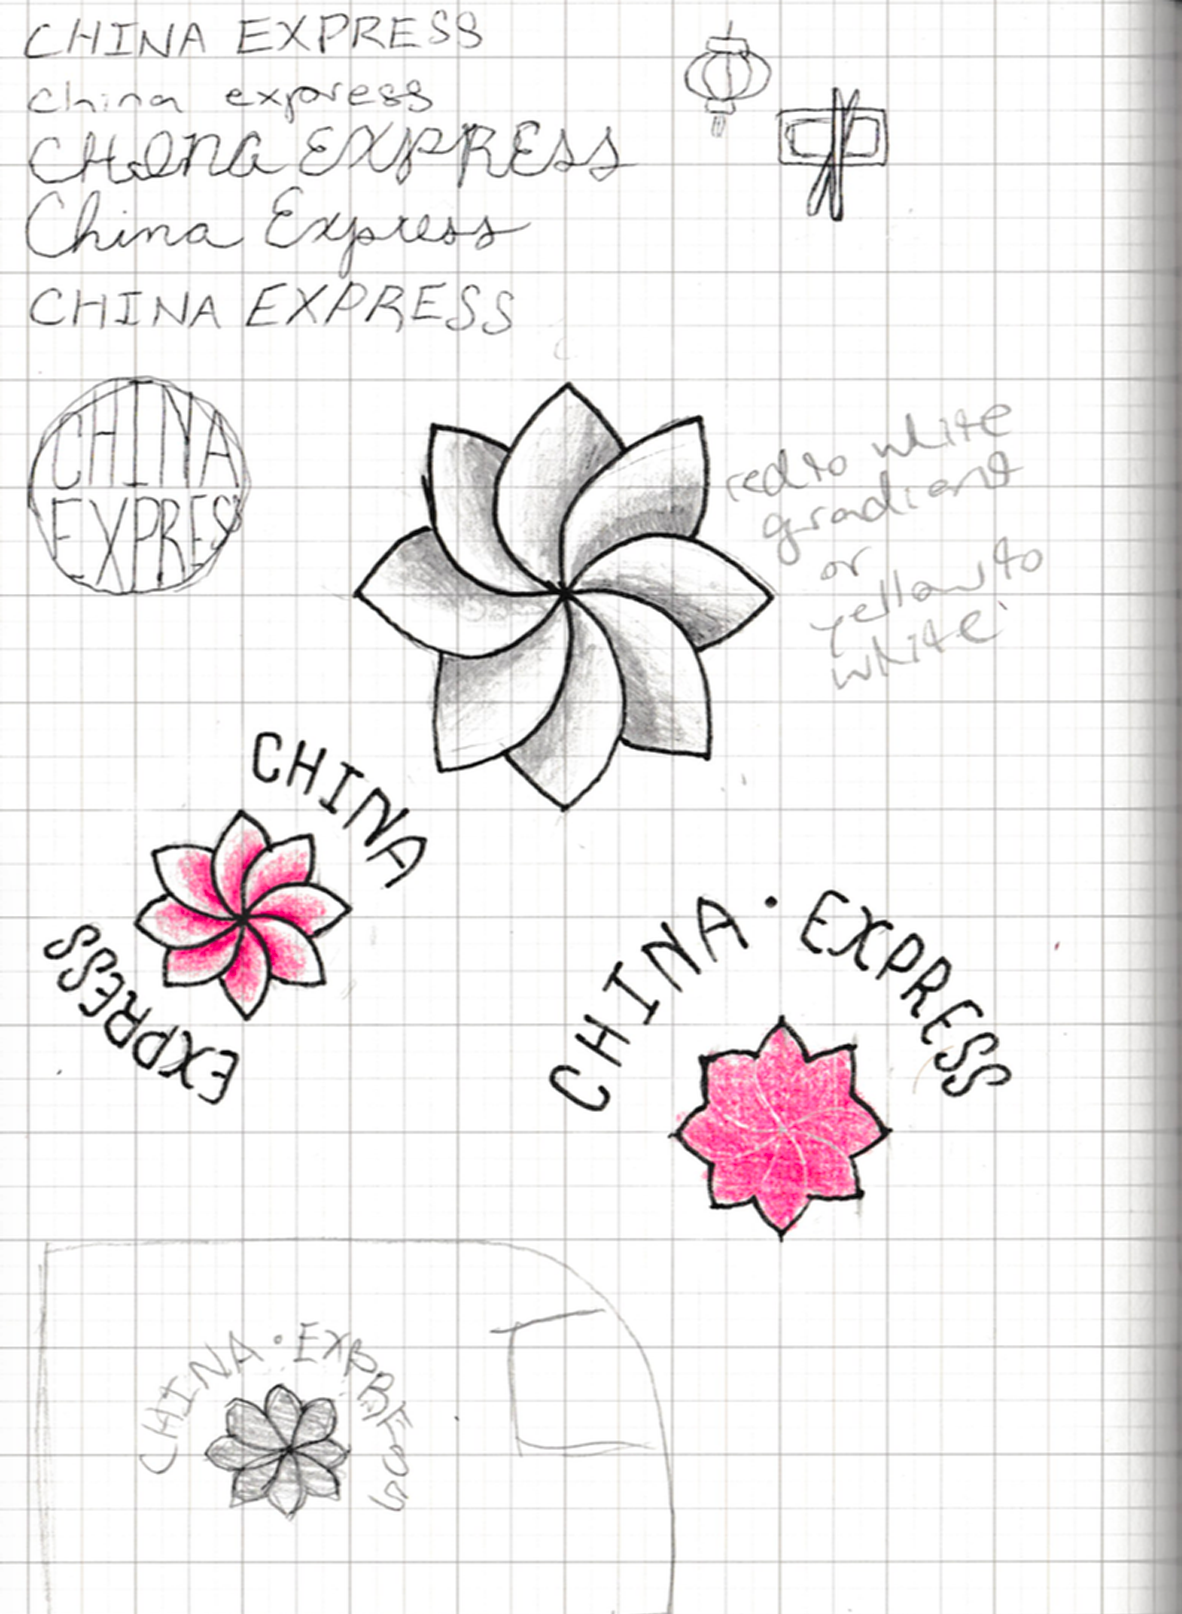 CHINA EXPRESS
china express
CHINA EXPRESS
China Express
CHINA EXPRESS
CHINA
EXPRESS
red to white
gradient
or
yellow to
white
CHINA
EXPRESS
CHINA · EXPRESS
CHINA · EXPRESS